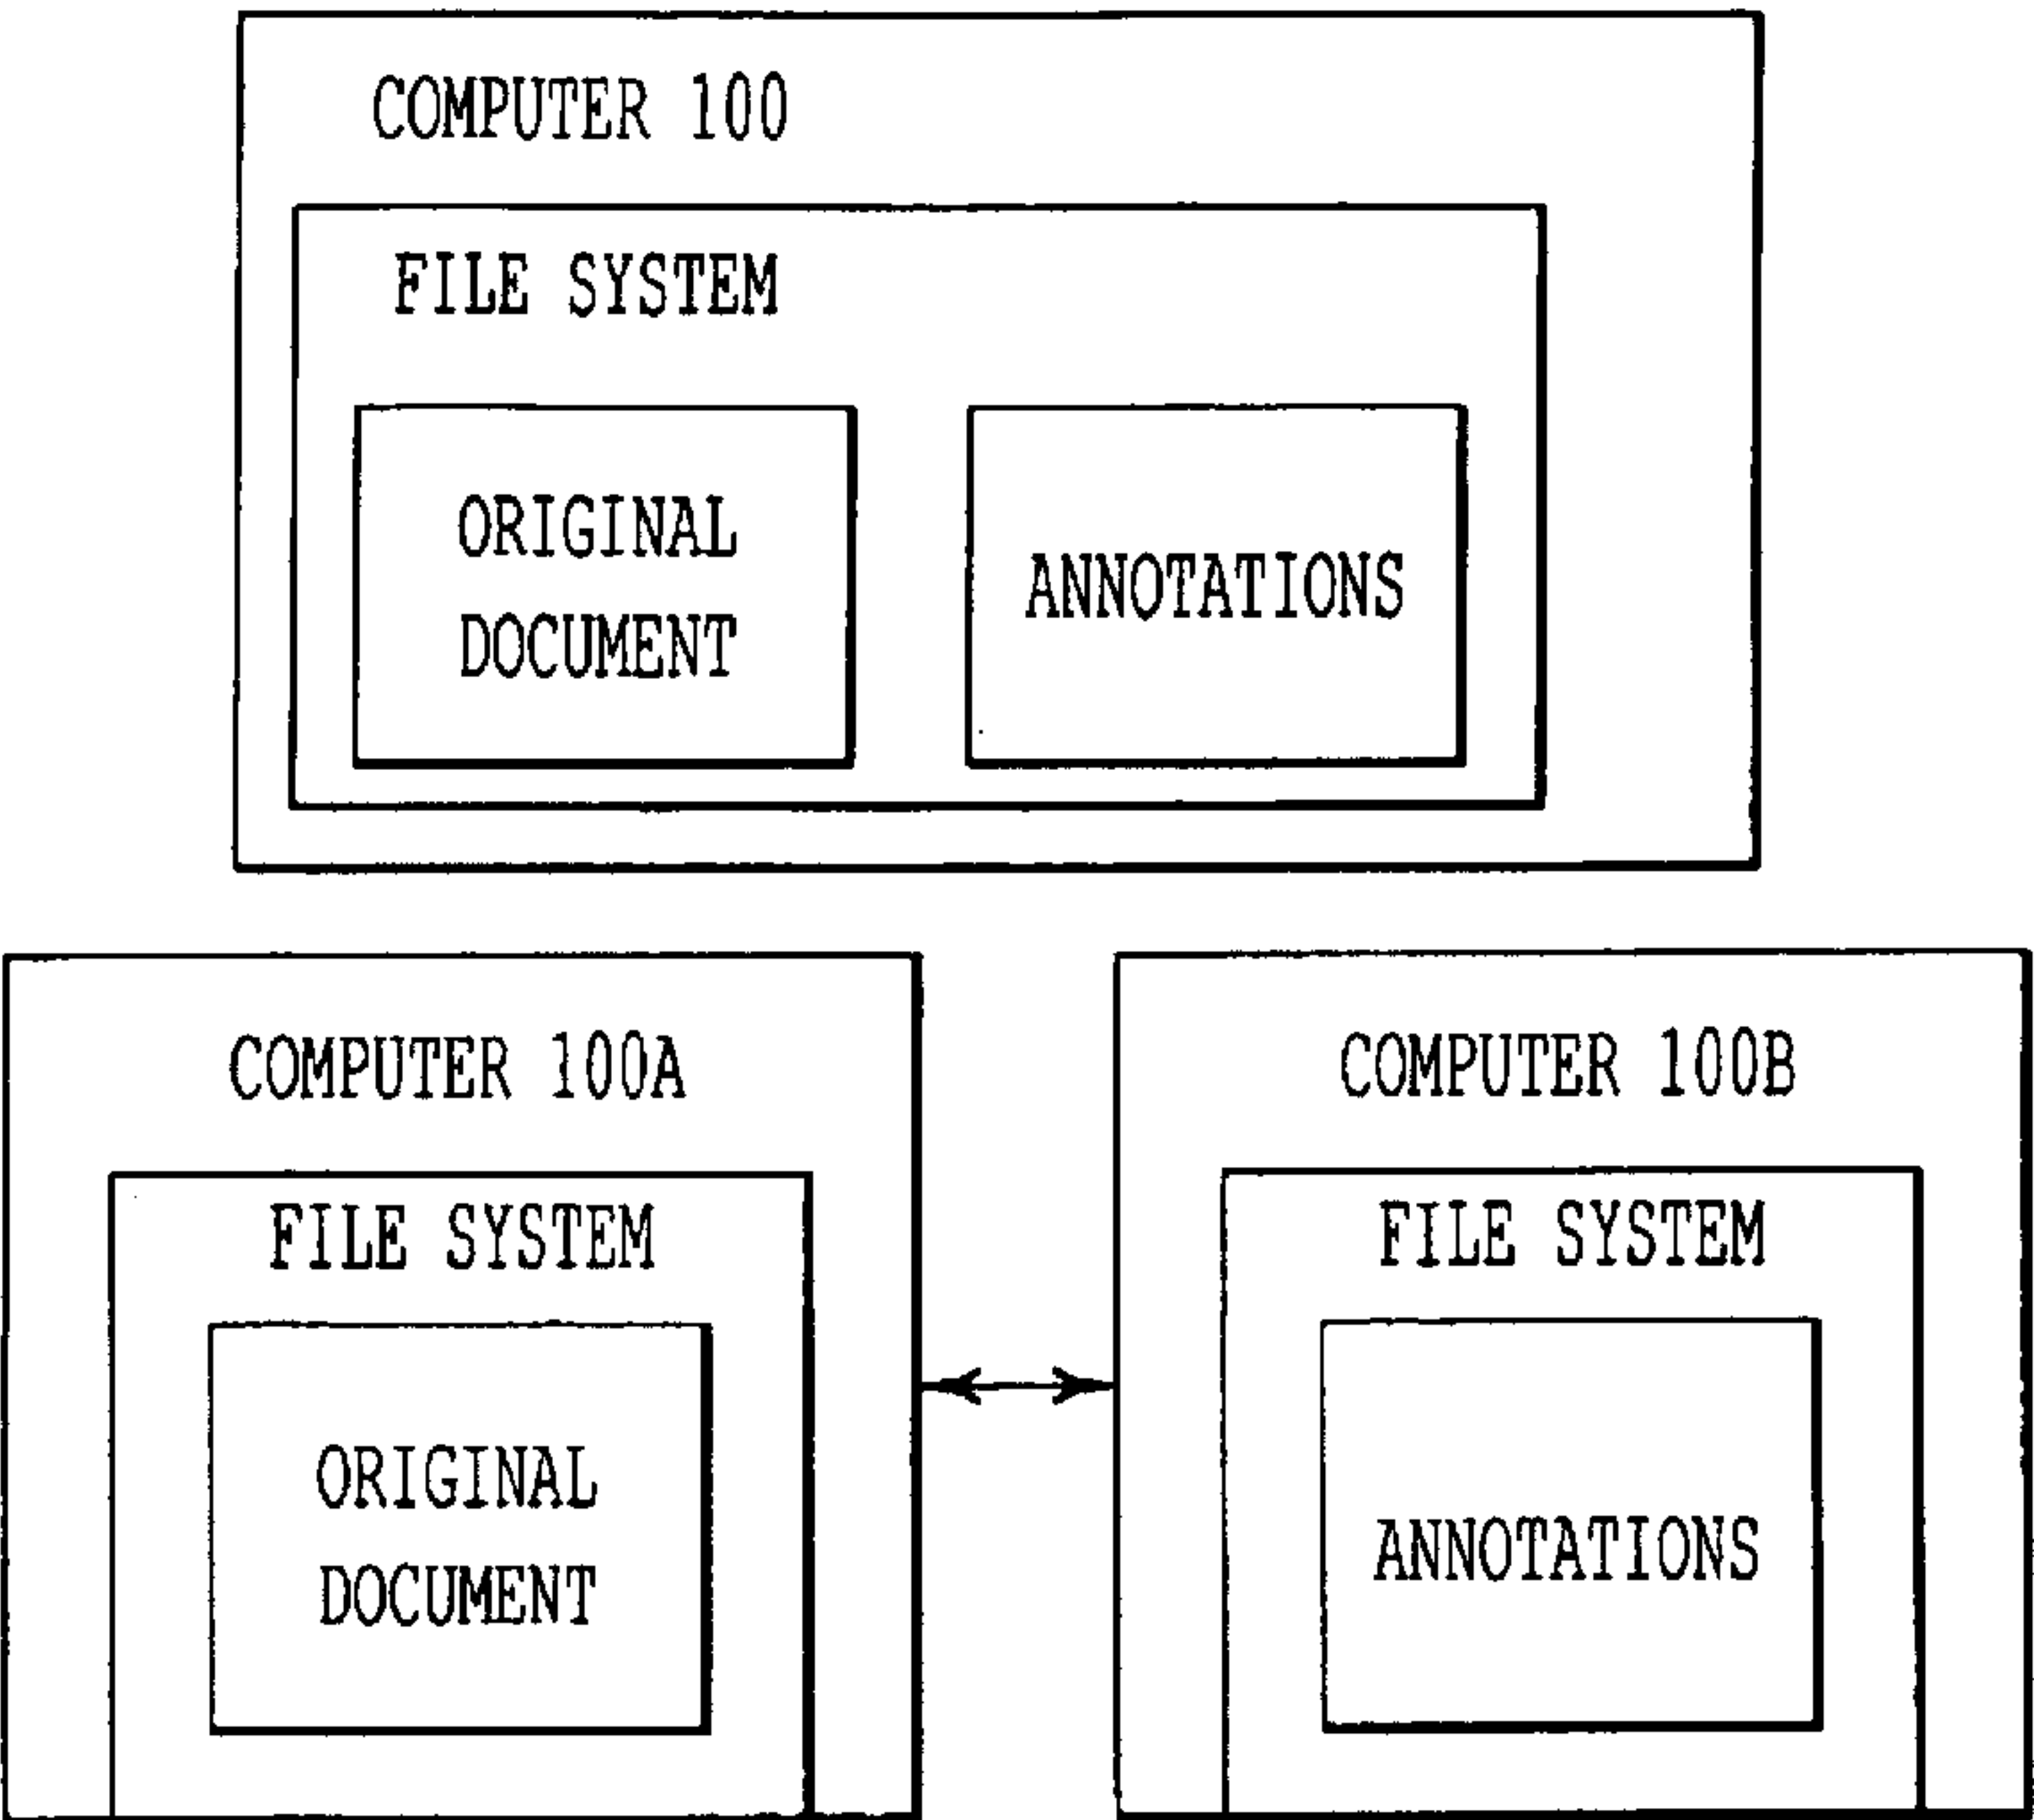 COMPUTER 100
FILE SYSTEM
ORIGINAL
DOCUMENT
ANNOTATIONS
COMPUTER 100A
FILE SYSTEM
ORIGINAL
DOCUMENT
COMPUTER 100B
FILE SYSTEM
ANNOTATIONS